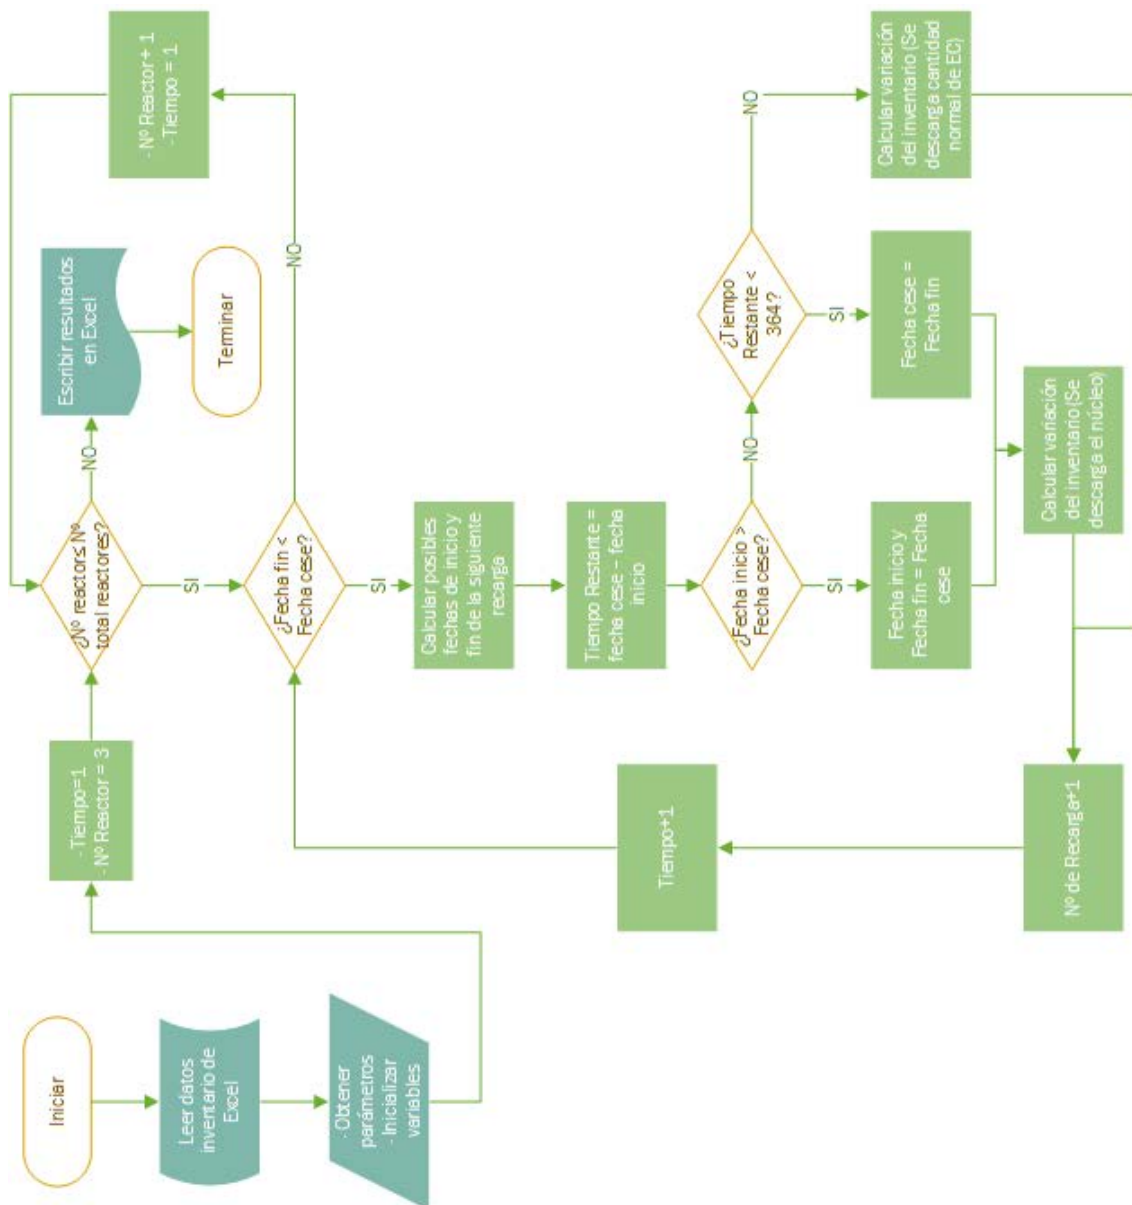 Iniciar
Leer datos
inventario de
Excel
- Obtener
parámetros
- Inicializar
variables
- Tiempo=1
- Nº Reactor = 3
¿Nº reactor≤ Nº
total reactores?
NO
Escribir resultados
en Excel
Terminar
- Nº Reactor + 1
- Tiempo = 1
SI
¿Fecha fin <
Fecha cese?
NO
SI
Calcular posibles
fechas de inicio y
fin de la siguiente
recarga
Tiempo Restante =
fecha cese – fecha
inicio
¿Fecha inicio >
Fecha cese?
NO
¿Tiempo
Restante <
364?
NO
Calcular variación
del inventario (Se
descarga cantidad
normal de EC)
SI
Fecha inicio y
Fecha fin = Fecha
cese
SI
Fecha cese =
Fecha fin
Calcular variación
del inventario (Se
descarga el núcleo)
Nº de Recarga+1
Tiempo+1